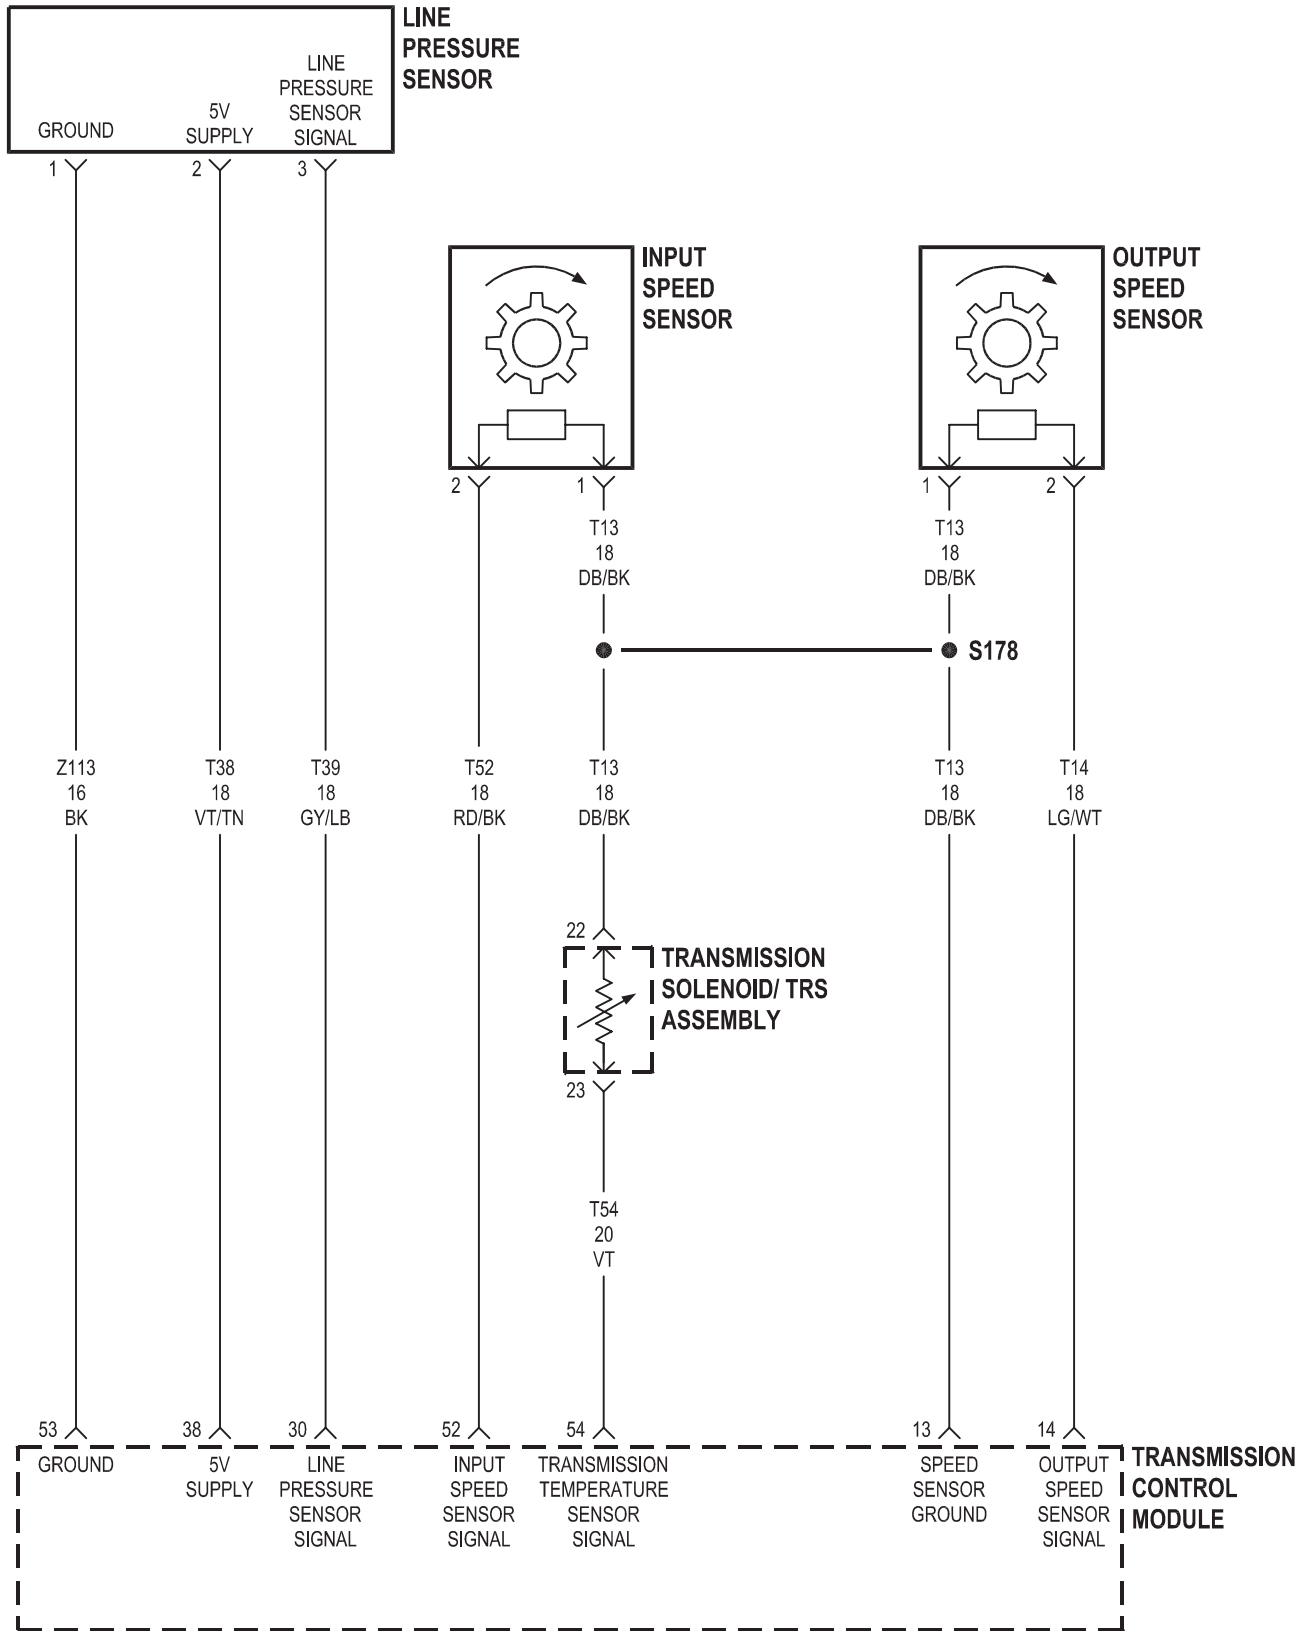 LINE
PRESSURE
SENSOR
LINE
PRESSURE
SENSOR
SIGNAL
5V
SUPPLY
GROUND
1
2
3
INPUT
SPEED
SENSOR
OUTPUT
SPEED
SENSOR
2
1
1
2
T13
18
DB/BK
T13
18
DB/BK
S178
Z113
16
BK
T38
18
VT/TN
T39
18
GY/LB
T52
18
RD/BK
T13
18
DB/BK
T13
18
DB/BK
T14
18
LG/WT
22
TRANSMISSION
SOLENOID/ TRS
ASSEMBLY
23
T54
20
VT
53
38
30
52
54
13
14
GROUND
5V
SUPPLY
LINE
PRESSURE
SENSOR
SIGNAL
INPUT
SPEED
SENSOR
SIGNAL
TRANSMISSION
TEMPERATURE
SENSOR
SIGNAL
SPEED
SENSOR
GROUND
OUTPUT
SPEED
SENSOR
SIGNAL
TRANSMISSION
CONTROL
MODULE